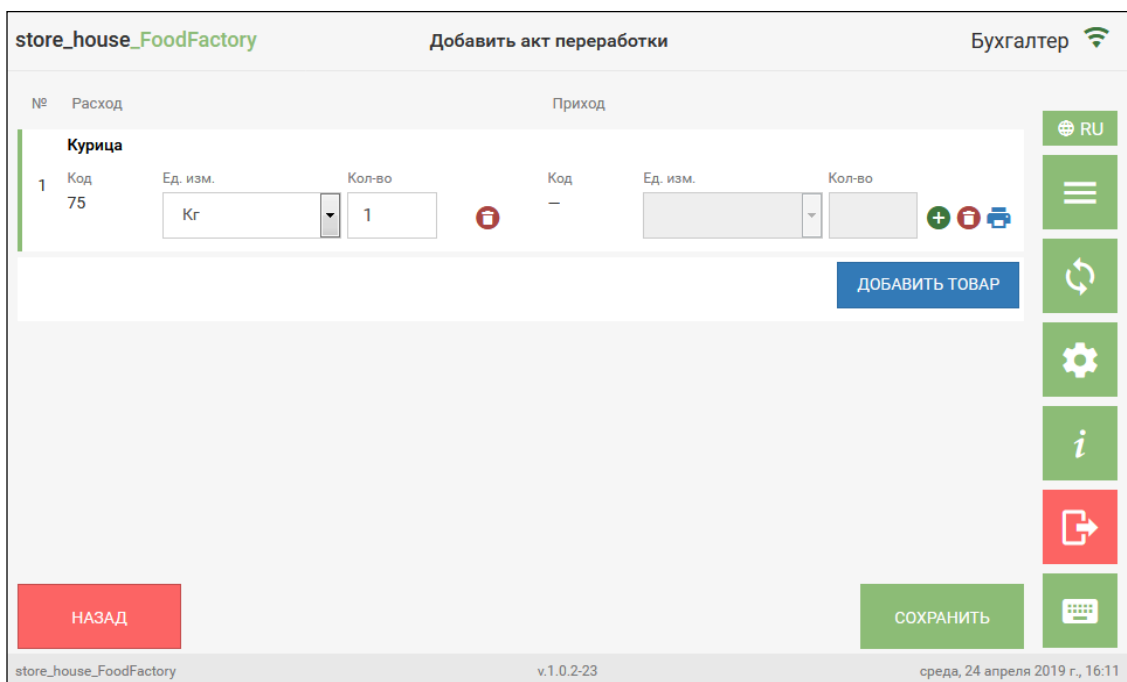 store_house_FoodFactory Добавить акт переработки Бухгалтер
№ Расход Приход
RU
Курица
Код Ед. изм. Кол-во Код Ед. изм. Кол-во
1 75 Кг 1 —
ДОБАВИТЬ ТОВАР
i
НАЗАД СОХРАНИТЬ
store_house_FoodFactory v.1.0.2-23 среда, 24 апреля 2019 г., 16:11